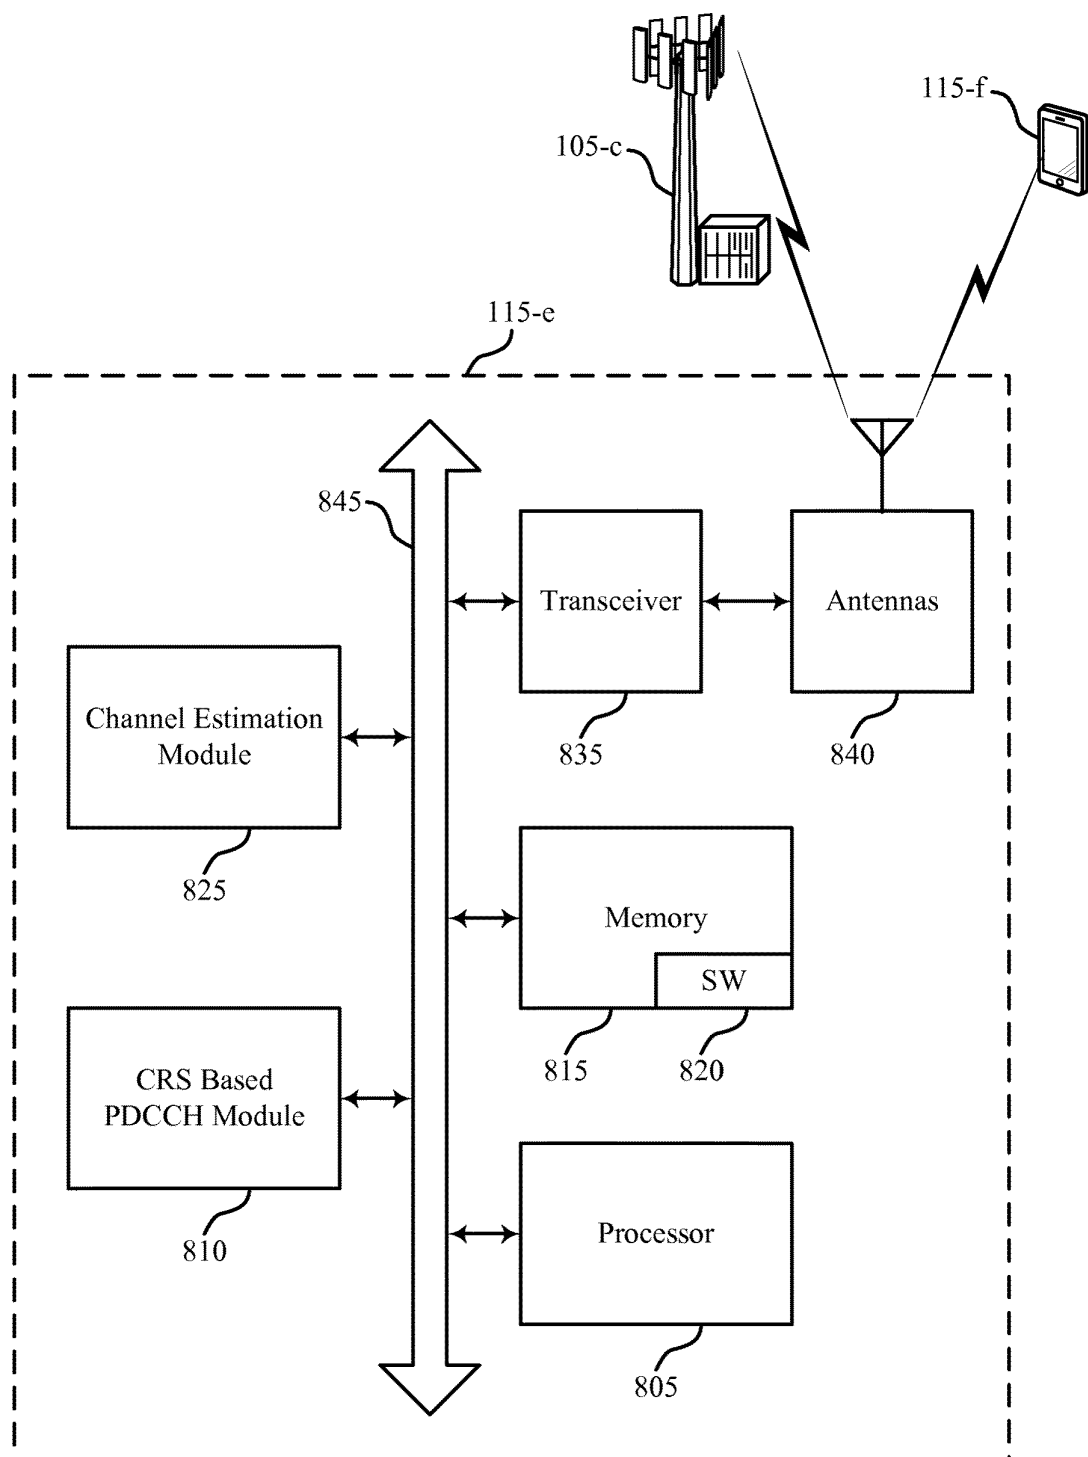 115-f
105-c
115-e
845
Transceiver
Antennas
835
840
Channel Estimation
Module
825
Memory
SW
815
820
CRS Based
PDCCH Module
810
Processor
805